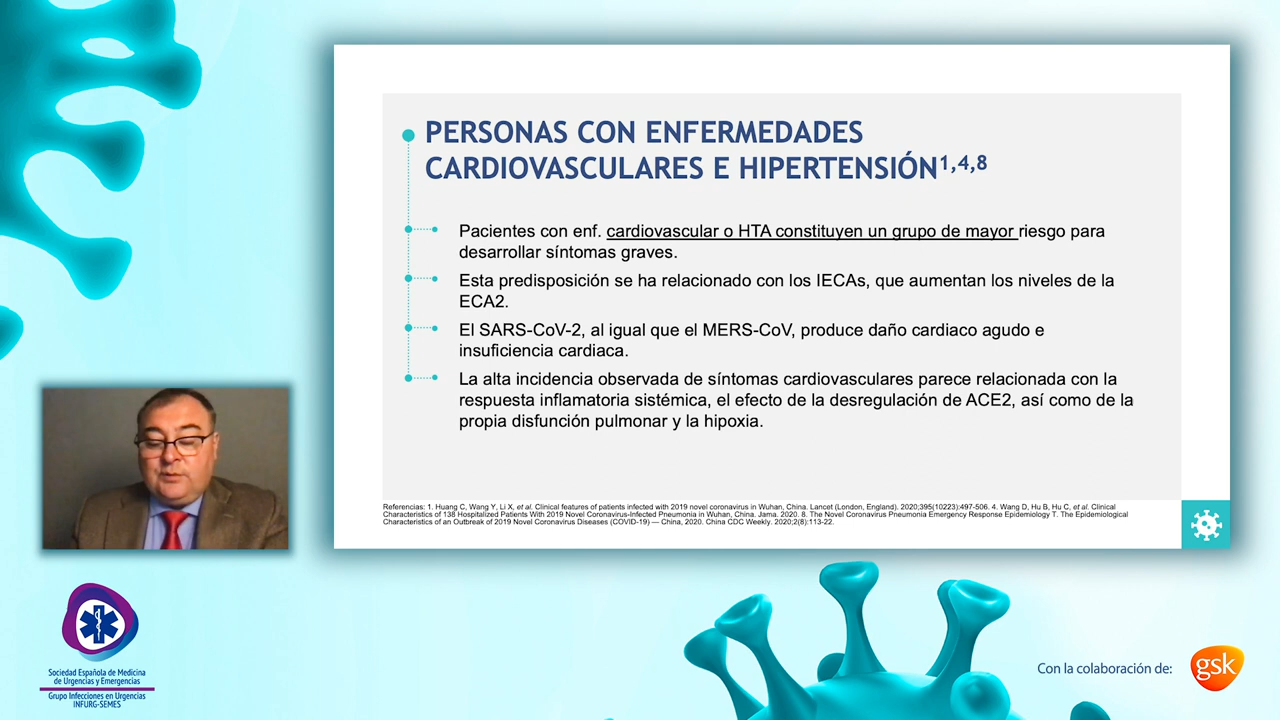 PERSONAS CON ENFERMEDADES
CARDIOVASCULARES E HIPERTENSIÓN1,4,8
Pacientes con enf. cardiovascular o HTA constituyen un grupo de mayor riesgo para
desarrollar síntomas graves.
Esta predisposición se ha relacionado con los IECAs, que aumentan los niveles de la
ECA2.
El SARS-CoV-2, al igual que el MERS-CoV, produce daño cardiaco agudo e
insuficiencia cardiaca.
La alta incidencia observada de síntomas cardiovasculares parece relacionada con la
respuesta inflamatoria sistémica, el efecto de la desregulación de ACE2, así como de la
propia disfunción pulmonar y la hipoxia.
Referencias: 1. Huang C, Wang Y, Li X, et al. Clinical features of patients infected with 2019 novel coronavirus in Wuhan, China. Lancet (London, England). 2020;395(10223):497-506. 4. Wang D, Hu B, Hu C, et al. Clinical
Characteristics of 138 Hospitalized Patients With 2019 Novel Coronavirus-Infected Pneumonia in Wuhan, China. Jama. 2020. 8. The Novel Coronavirus Pneumonia Emergency Response Epidemiology T. The Epidemiological
Characteristics of an Outbreak of 2019 Novel Coronavirus Diseases (COVID-19) — China, 2020. China CDC Weekly. 2020;2(8):113-22.
Sociedad Española de Medicina
de Urgencias y Emergencias
Grupo Infecciones en Urgencias
INFURG-SEMES
Con la colaboración de:
gsk